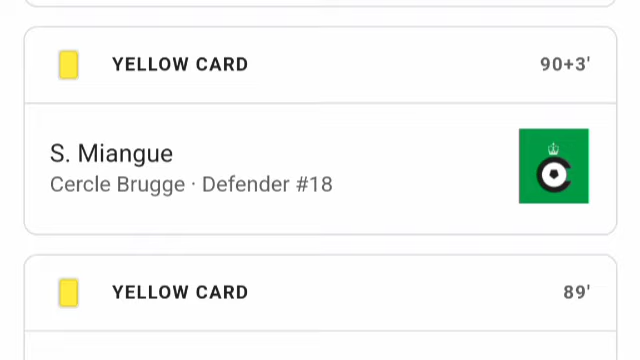 YELLOW CARD 90+3'
S. Miangue
Cercle Brugge · Defender #18
YELLOW CARD 89'